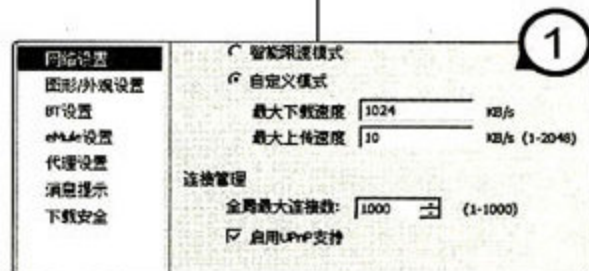 1
网络设置
图形/外观设置
BT设置
eMule设置
代理设置
消息提示
下载安全
智能限速模式
自定义模式
最大下载速度 1024 KB/s
最大上传速度 10 KB/s (1-2048)
连接管理
全局最大连接数: 1000 (1-1000)
启用UPnP支持